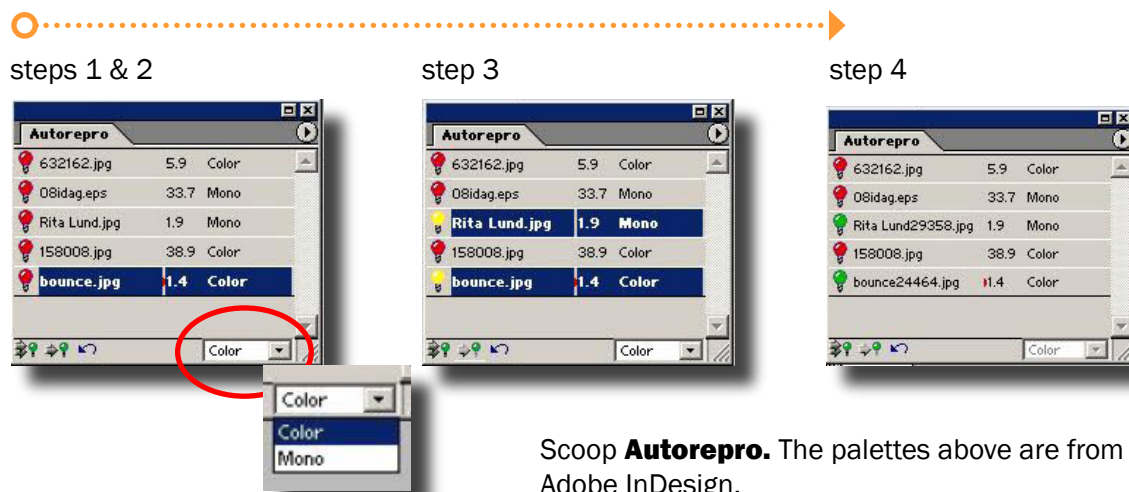 steps 1 & 2
step 3
step 4
Autorepro
632162.jpg 5.9 Color
08idag.eps 33.7 Mono
Rita Lund.jpg 1.9 Mono
158008.jpg 38.9 Color
bounce.jpg 1.4 Color
Color
Color
Color
Mono
Autorepro
632162.jpg 5.9 Color
08idag.eps 33.7 Mono
Rita Lund.jpg 1.9 Mono
158008.jpg 38.9 Color
bounce.jpg 1.4 Color
Color
Autorepro
632162.jpg 5.9 Color
08idag.eps 33.7 Mono
Rita Lund29358.jpg 1.9 Mono
158008.jpg 38.9 Color
bounce24464.jpg 1.4 Color
Color
Scoop Autorepro. The palettes above are from
Adobe InDesign.